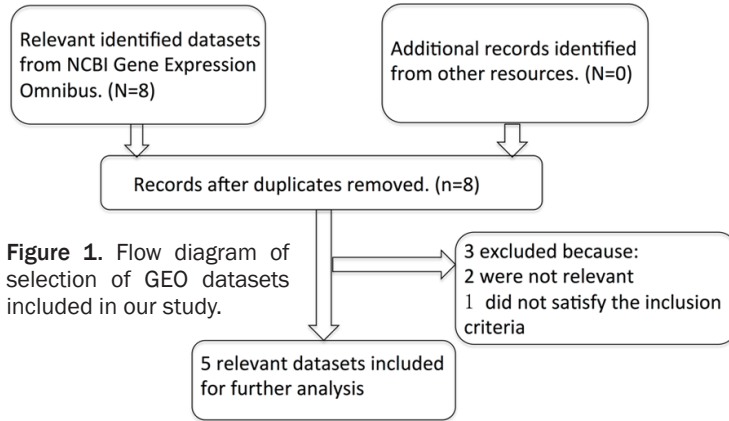 Relevant identified datasets
from NCBI Gene Expression
Omnibus. (N=8)
Additional records identified
from other resources. (N=0)
Records after duplicates removed. (n=8)
Figure 1. Flow diagram of
selection of GEO datasets
included in our study.
3 excluded because:
2 were not relevant
1 did not satisfy the inclusion
criteria
5 relevant datasets included
for further analysis